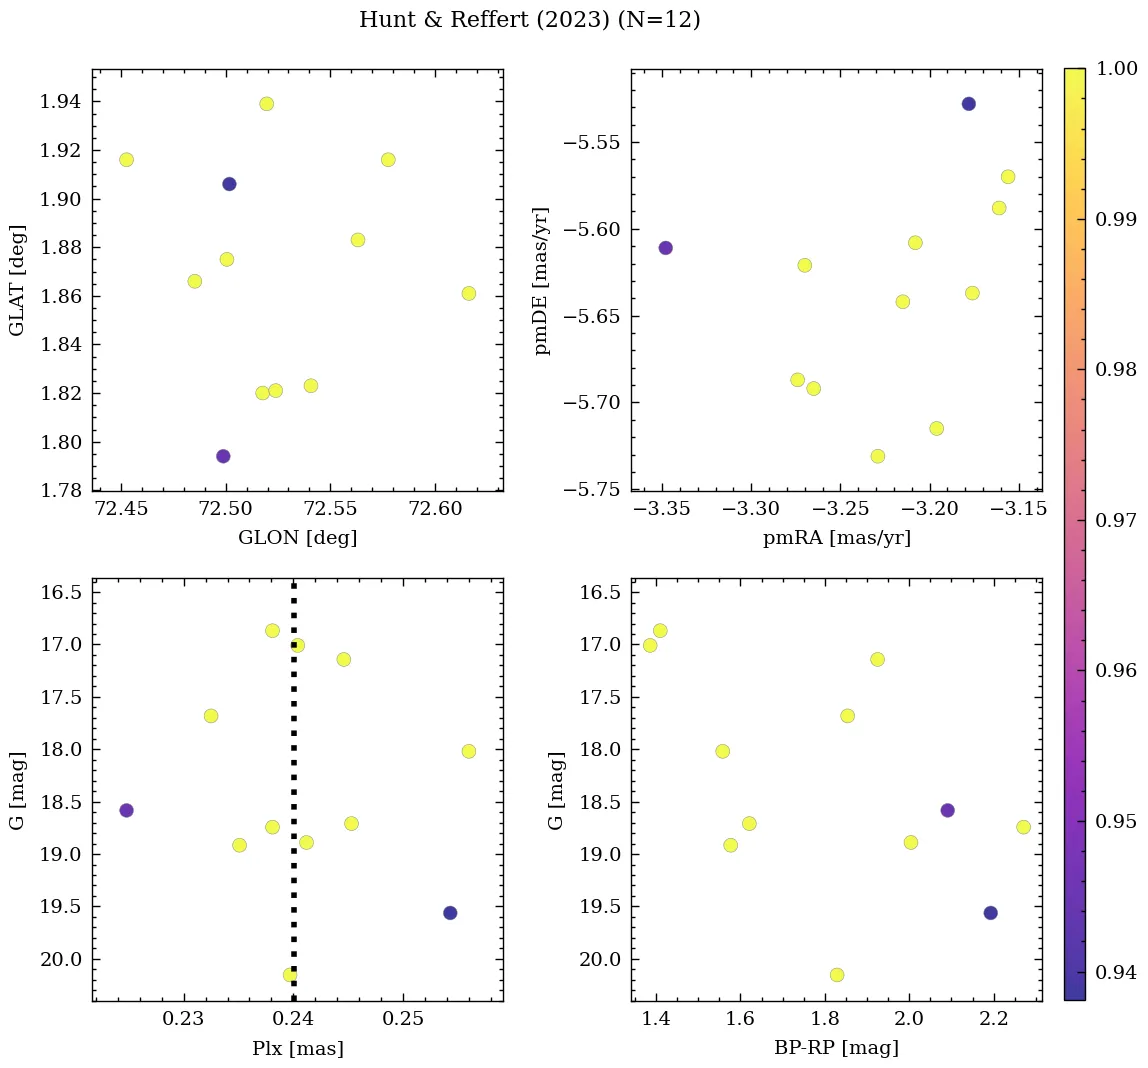 Hunt & Reffert (2023) (N=12)
1.94
1.92
1.90
1.88
1.86
1.84
1.82
1.80
1.78
GLAT [deg]
72.45 72.50 72.55 72.60
GLON [deg]
−5.55
−5.60
−5.65
−5.70
−5.75
pmDE [mas/yr]
−3.35 −3.30 −3.25 −3.20 −3.15
pmRA [mas/yr]
16.5
17.0
17.5
18.0
18.5
19.0
19.5
20.0
G [mag]
0.23 0.24 0.25
Plx [mas]
16.5
17.0
17.5
18.0
18.5
19.0
19.5
20.0
G [mag]
1.4 1.6 1.8 2.0 2.2
BP-RP [mag]
1.00
0.99
0.98
0.97
0.96
0.95
0.94